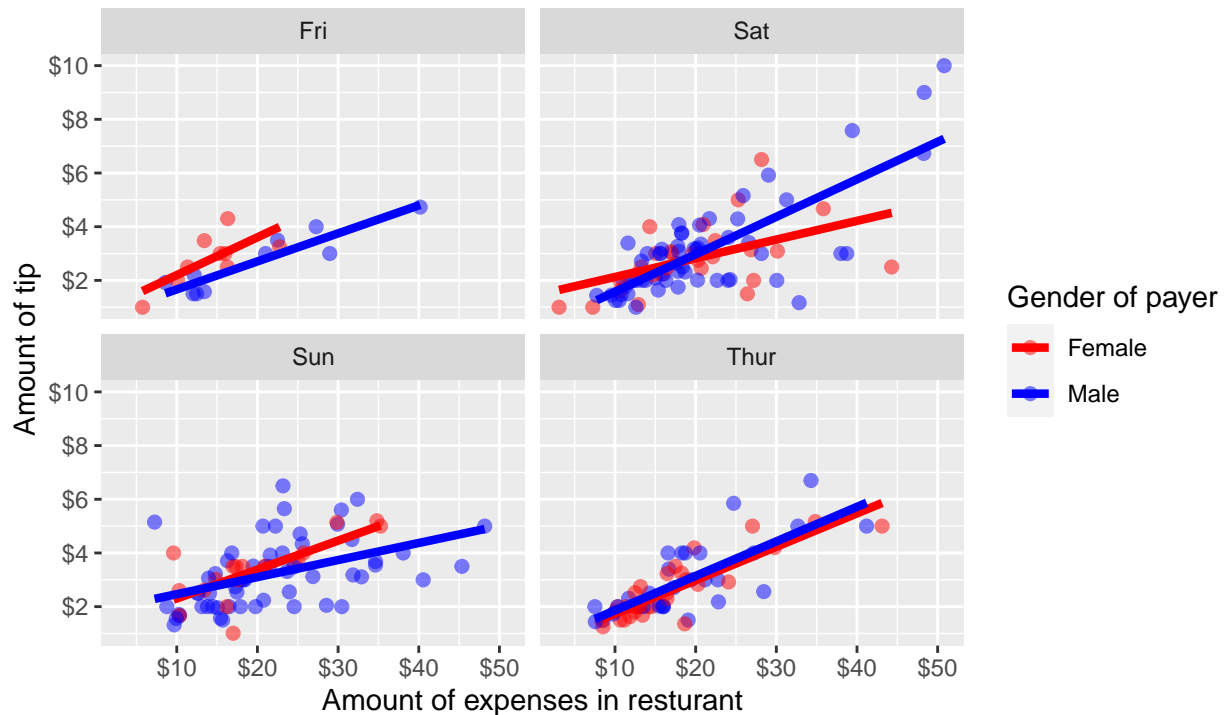 Fri
Sat
$10
$8
$6
$4
$2
Sun
Thur
$10
$8
$6
$4
$2
$10 $20 $30 $40 $50
$10 $20 $30 $40 $50
Amount of expenses in resturant
Amount of tip
Gender of payer
Female
Male